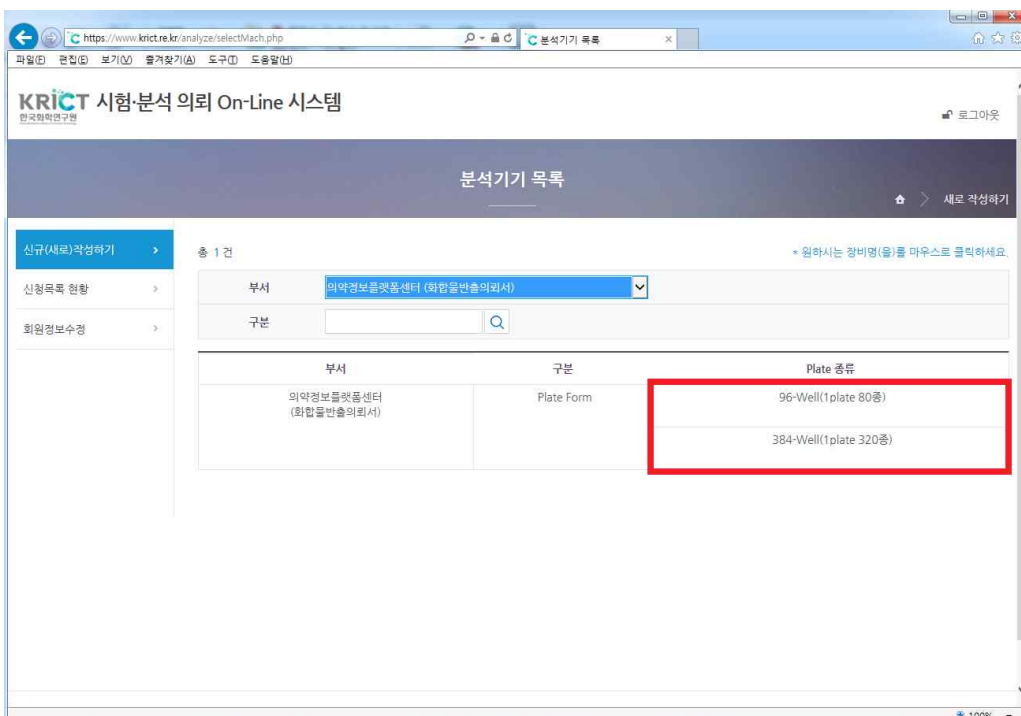 https://www.krict.re.kr/analyze/selectMach.php
분석기기 목록
파일(F) 편집(E) 보기(V) 즐겨찾기(A) 도구(T) 도움말(H)
KRICT 시험·분석 의뢰 On-Line 시스템
한국화학연구원
로그아웃
분석기기 목록
새로 작성하기
신규(새로)작성하기
신청목록 현황
회원정보수정
총 1 건
* 원하시는 장비명(을)를 마우스로 클릭하세요.
부서 의약정보플랫폼센터 (화합물반출의뢰서)
구분
부서 구분 Plate 종류
의약정보플랫폼센터
(화합물반출의뢰서)
Plate Form
96-Well(1plate 80종)
384-Well(1plate 320종)
100%